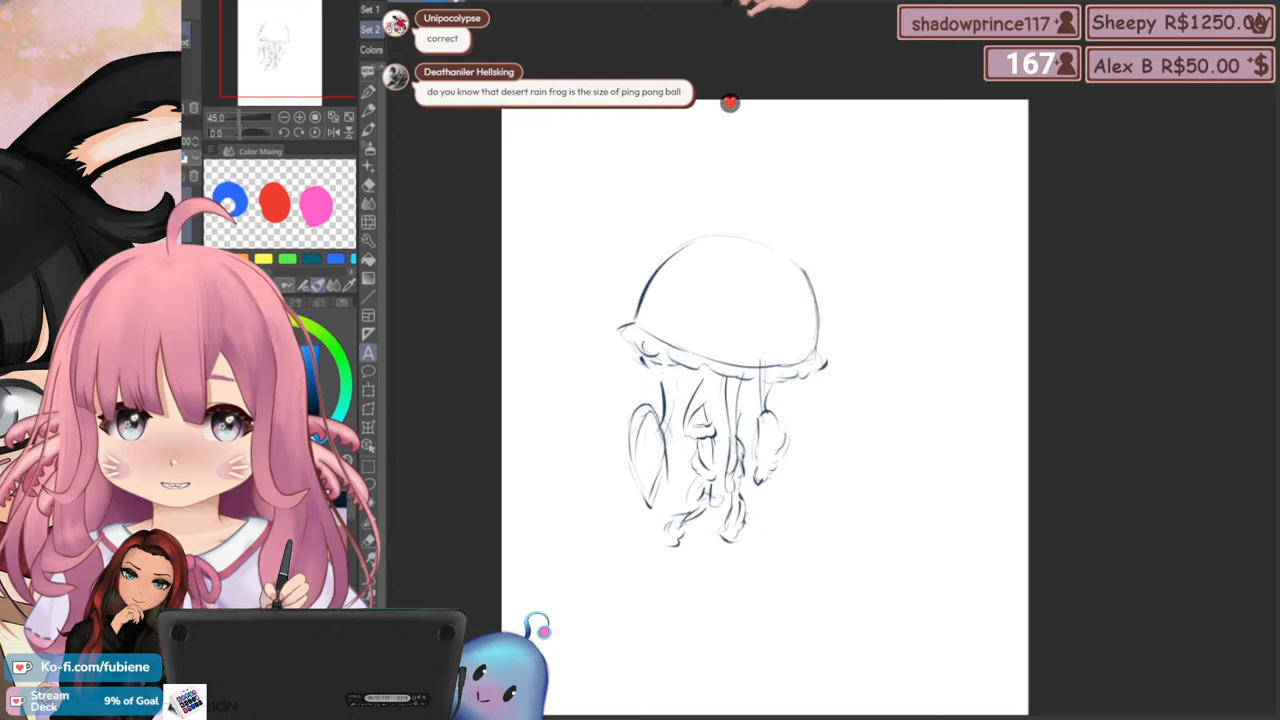 Set 1
Set 2
Colors
Unipocolypse
correct
Deathaniler Hellsking
do you know that desert rain frog is the size of ping pong ball
shadowprince117
Sheepy R$1250.00
167
Alex B R$50.00
45.0
0.0
Color Mixing
A
Ko-fi.com/fubiene
Stream Deck
9% of Goal